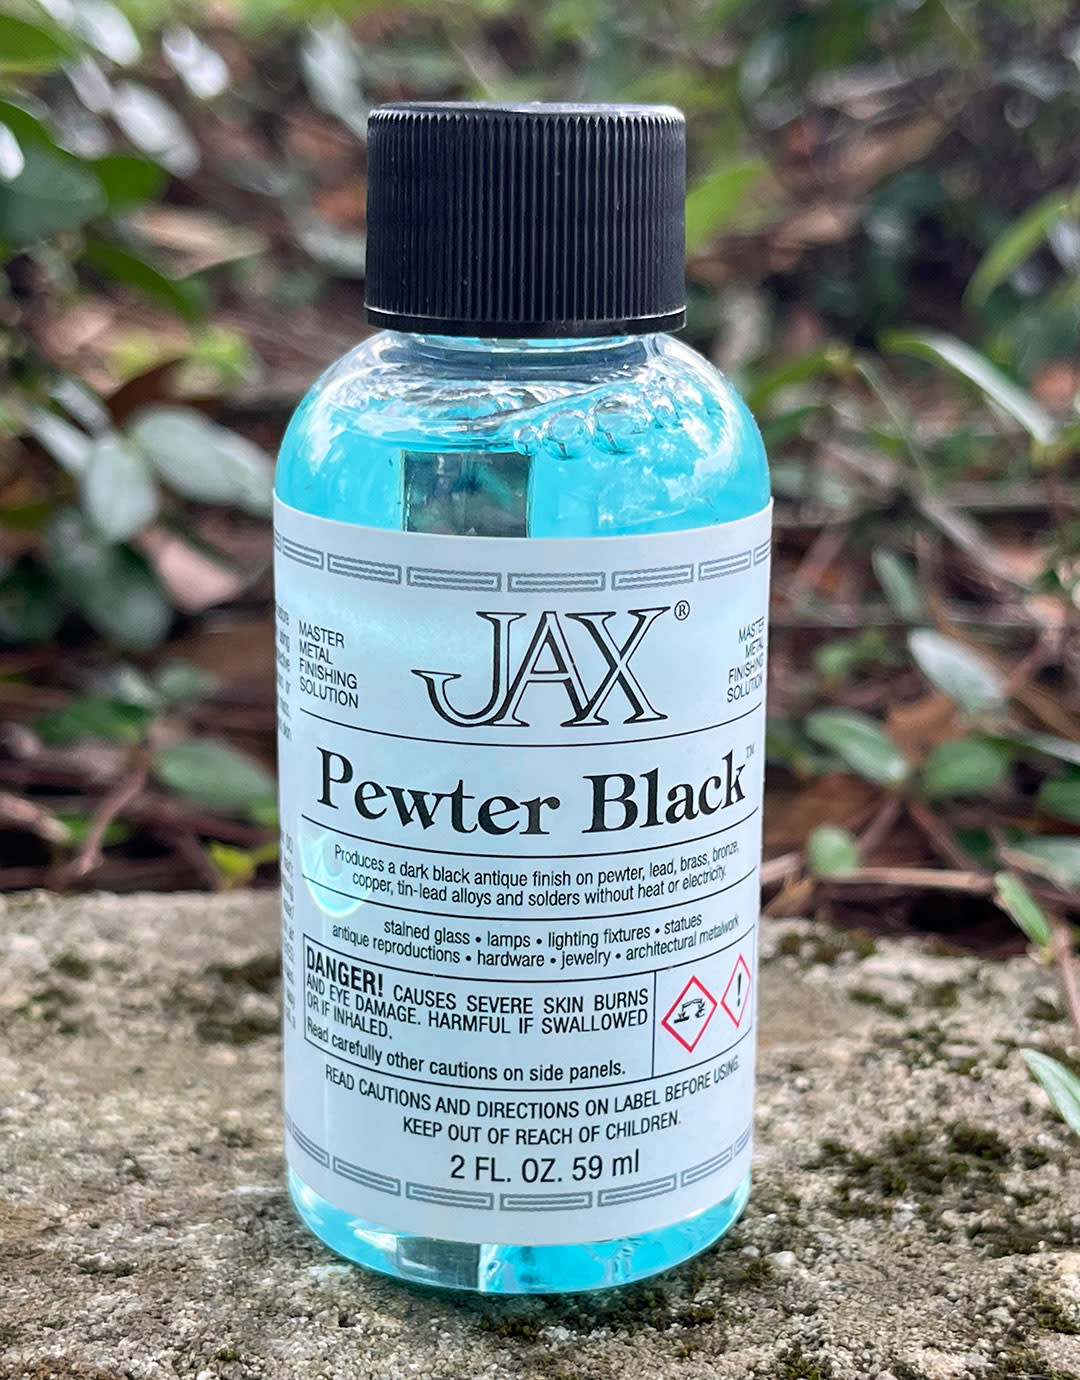 JAX®
MASTER
METAL
FINISHING
SOLUTION
MASTER
METAL
FINISHING
SOLUTION
Pewter Black™
Produces a dark black antique finish on pewter, lead, brass, bronze,
copper, tin-lead alloys and solders without heat or electricity.
stained glass • lamps • lighting fixtures • statues
antique reproductions • hardware • jewelry • architectural metalwork
DANGER! CAUSES SEVERE SKIN BURNS
AND EYE DAMAGE. HARMFUL IF SWALLOWED
OR IF INHALED.
Read carefully other cautions on side panels.
READ CAUTIONS AND DIRECTIONS ON LABEL BEFORE USING.
KEEP OUT OF REACH OF CHILDREN.
2 FL. OZ. 59 ml